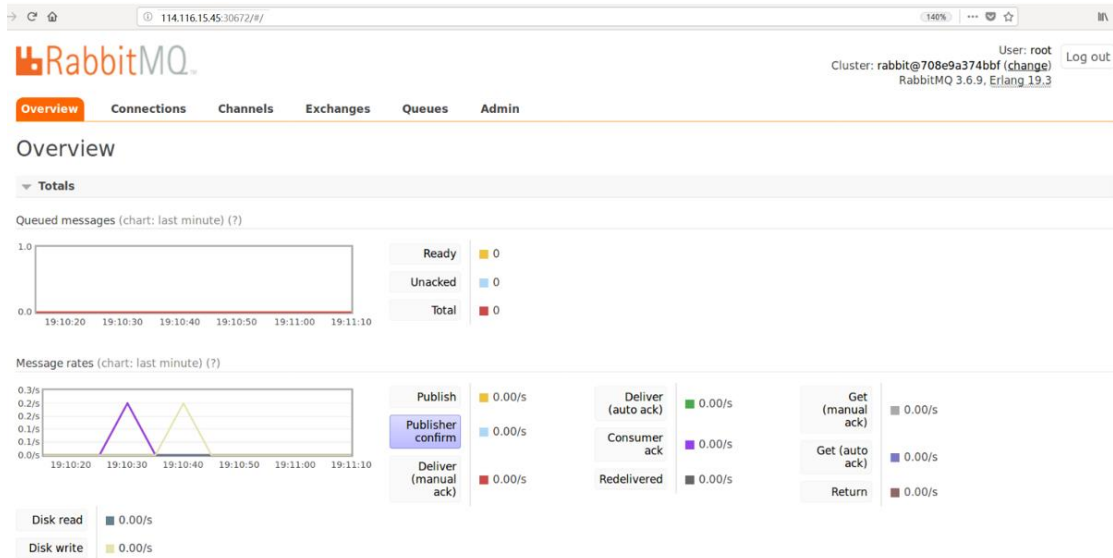 114.116.15.45:30672/#/
140%
RabbitMQ
User: root
Cluster: rabbit@708e9a374bbf (change)
RabbitMQ 3.6.9, Erlang 19.3
Log out
Overview Connections Channels Exchanges Queues Admin
Overview
Totals
Queued messages (chart: last minute) (?)
1.0
0.0
19:10:20 19:10:30 19:10:40 19:10:50 19:11:00 19:11:10
Ready 0
Unacked 0
Total 0
Message rates (chart: last minute) (?)
0.3/s
0.2/s
0.2/s
0.1/s
0.1/s
0.0/s
19:10:20 19:10:30 19:10:40 19:10:50 19:11:00 19:11:10
Publish 0.00/s
Publisher
confirm 0.00/s
Deliver
(manual
ack) 0.00/s
Deliver
(auto ack) 0.00/s
Consumer
ack 0.00/s
Redelivered 0.00/s
Get
(manual
ack) 0.00/s
Get (auto
ack) 0.00/s
Return 0.00/s
Disk read 0.00/s
Disk write 0.00/s